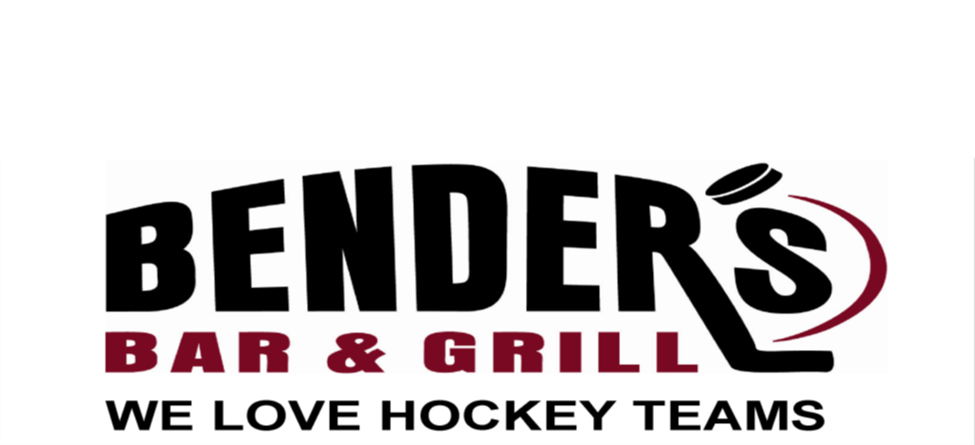 BENDER'S
BAR & GRILL
WE LOVE HOCKEY TEAMS